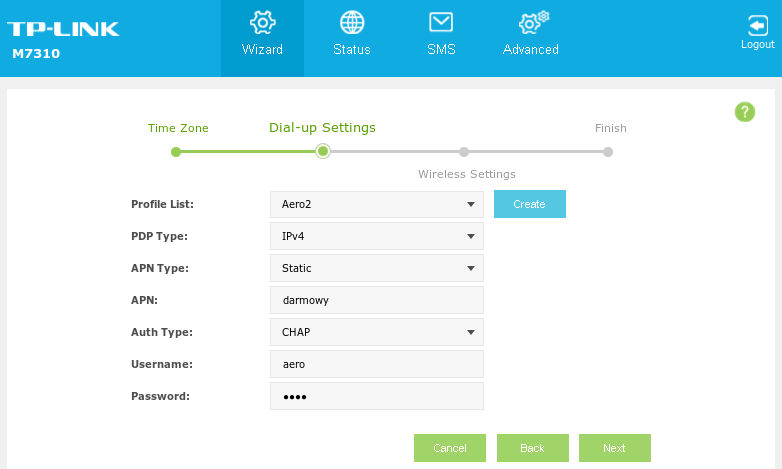 TP-LINK
M7310
Wizard
Status
SMS
Advanced
Logout
?
Time Zone
Dial-up Settings
Finish
Wireless Settings
Profile List: Aero2 Create
PDP Type: IPv4
APN Type: Static
APN: darmowy
Auth Type: CHAP
Username: aero
Password: ••••
Cancel Back Next